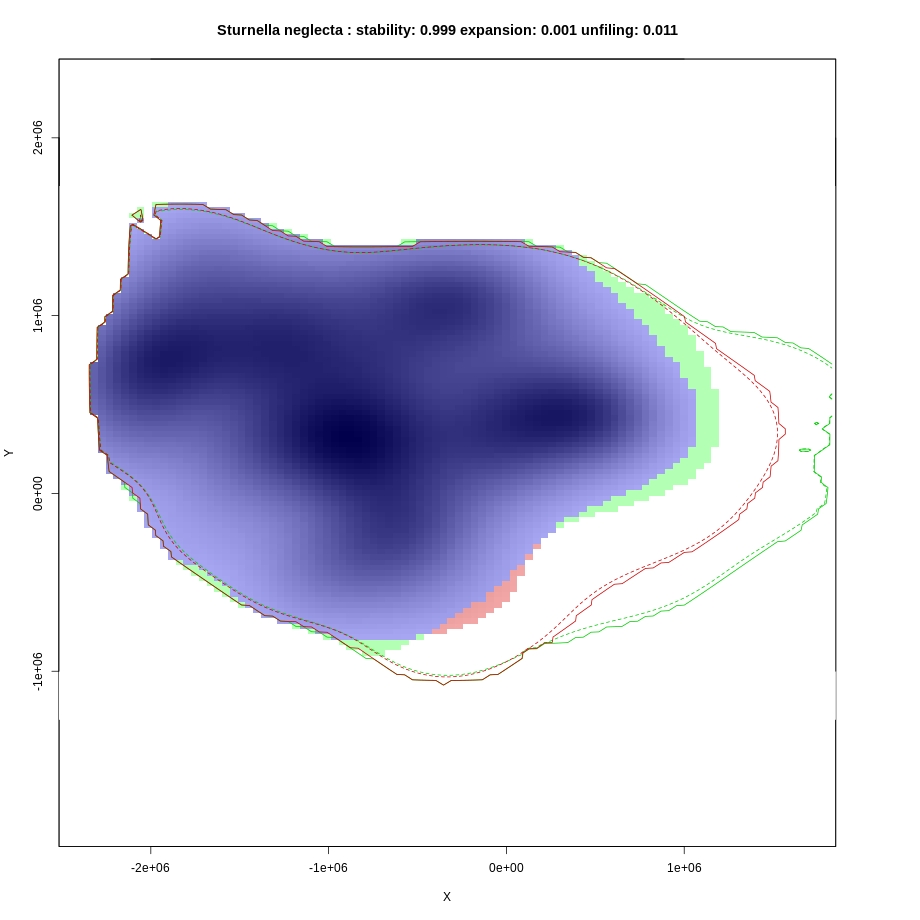 Sturnella neglecta : stability: 0.999 expansion: 0.001 unfiling: 0.011
2e+06
1e+06
0e+00
-1e+06
Y
-2e+06 -1e+06 0e+00 1e+06
X